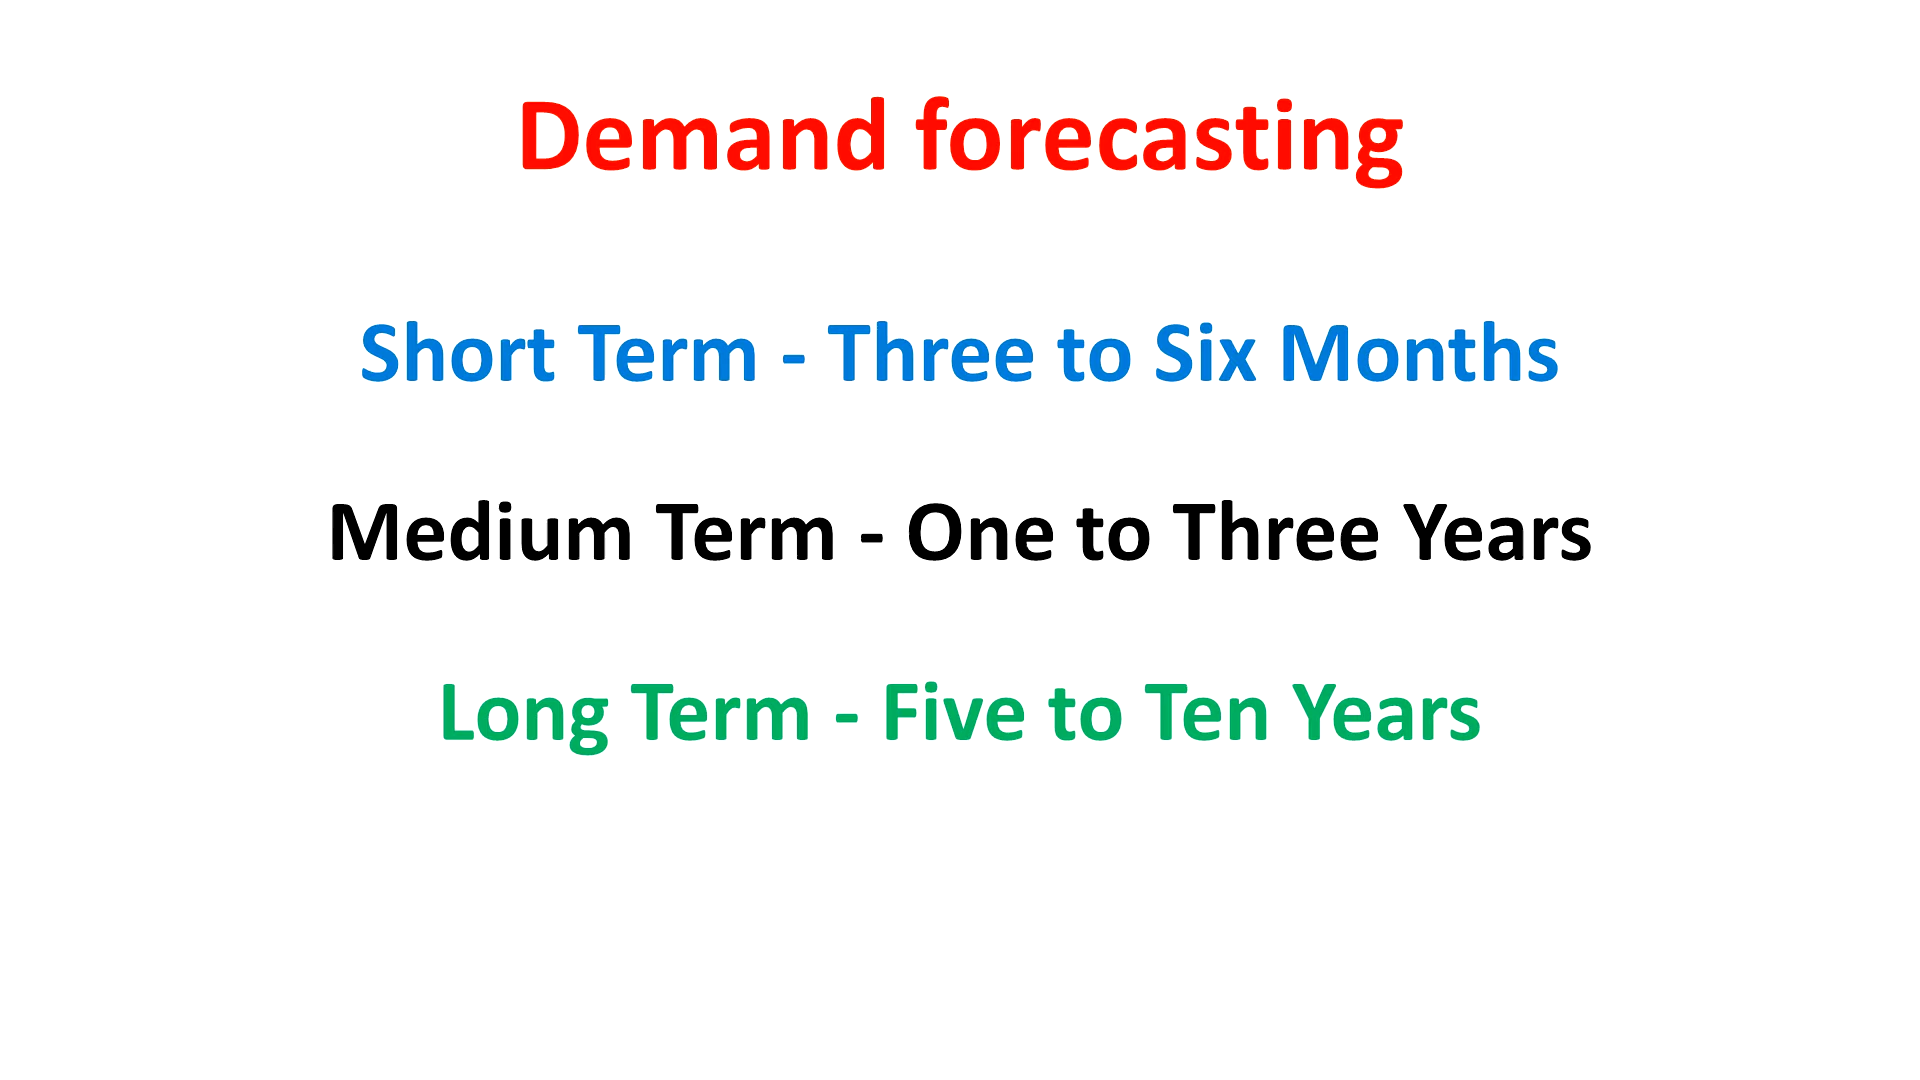 Demand forecasting
Short Term - Three to Six Months
Medium Term - One to Three Years
Long Term - Five to Ten Years